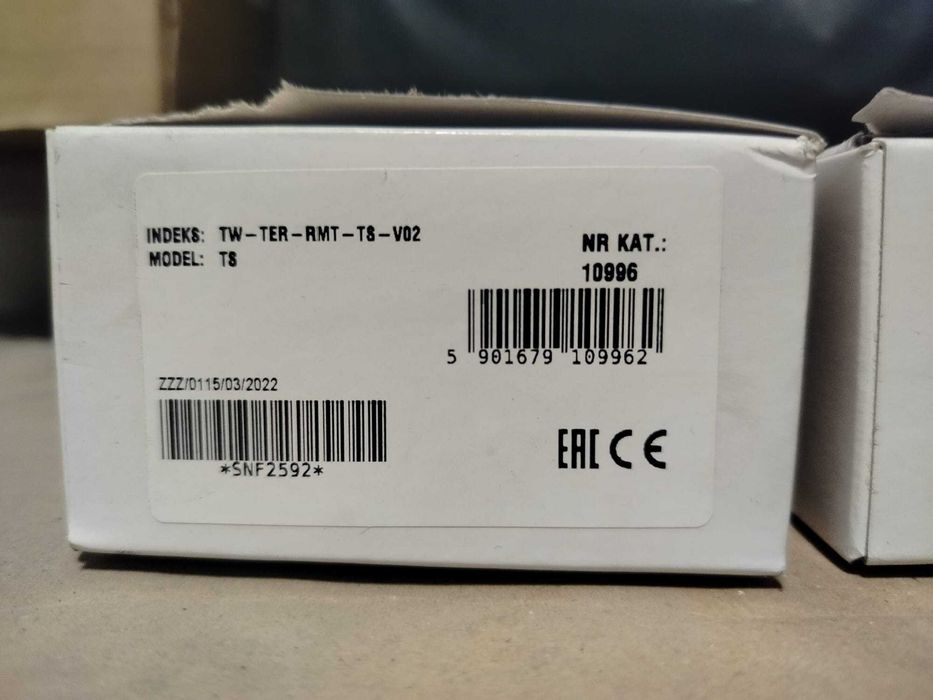 INDEKS: TW-TER-RMT-TS-V02
MODEL: TS
NR KAT.:
10996
5 901679 109962
ZZZ/0115/03/2022
*SNF2592*
EAC CE